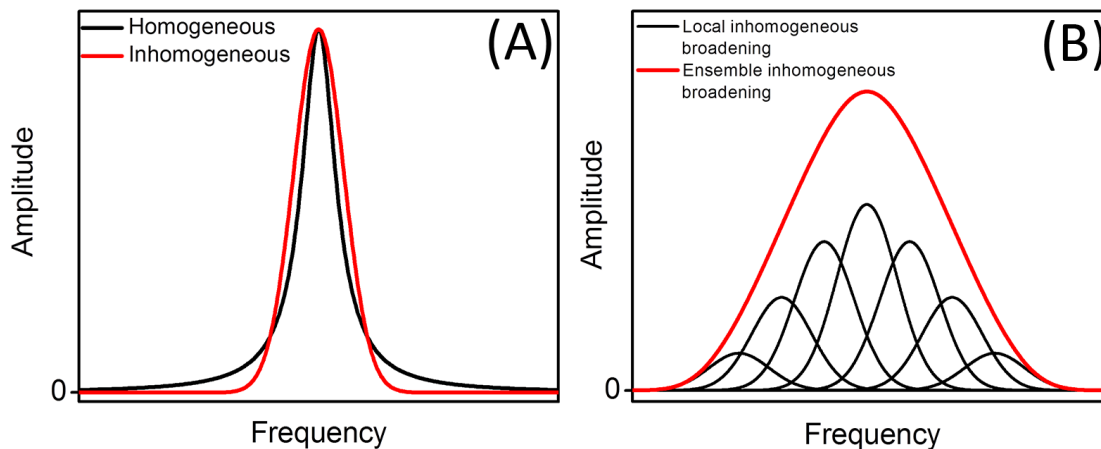 Homogeneous
Inhomogeneous
(A)
Amplitude
0
Frequency
Local inhomogeneous
broadening
Ensemble inhomogeneous
broadening
(B)
Amplitude
0
Frequency